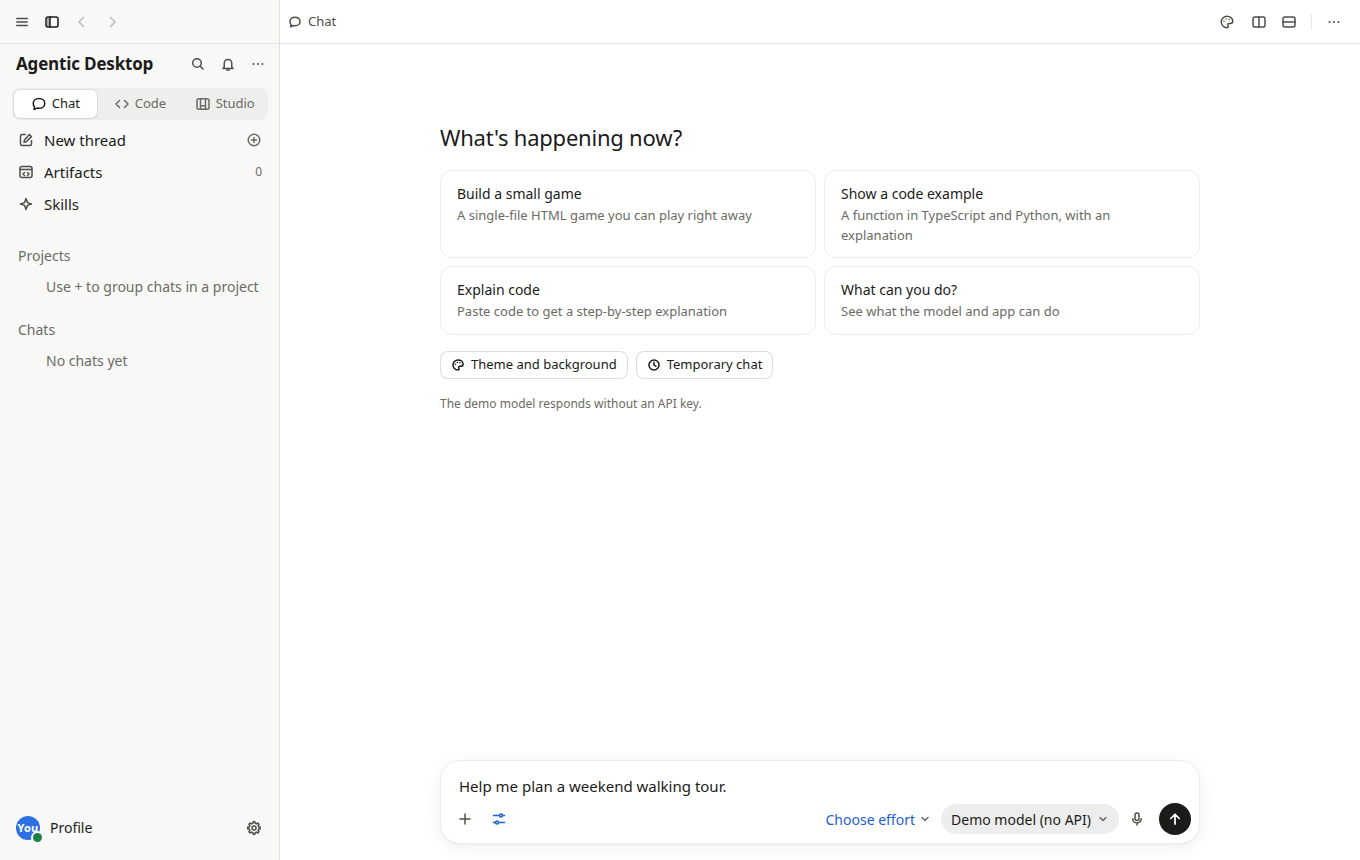 Chat
Agentic Desktop
Chat
Code
Studio
New thread
Artifacts
0
Skills
Projects
Use + to group chats in a project
Chats
No chats yet
You
Profile
What's happening now?
Build a small game
A single-file HTML game you can play right away
Show a code example
A function in TypeScript and Python, with an
explanation
Explain code
Paste code to get a step-by-step explanation
What can you do?
See what the model and app can do
Theme and background
Temporary chat
The demo model responds without an API key.
Help me plan a weekend walking tour.
Choose effort
Demo model (no API)